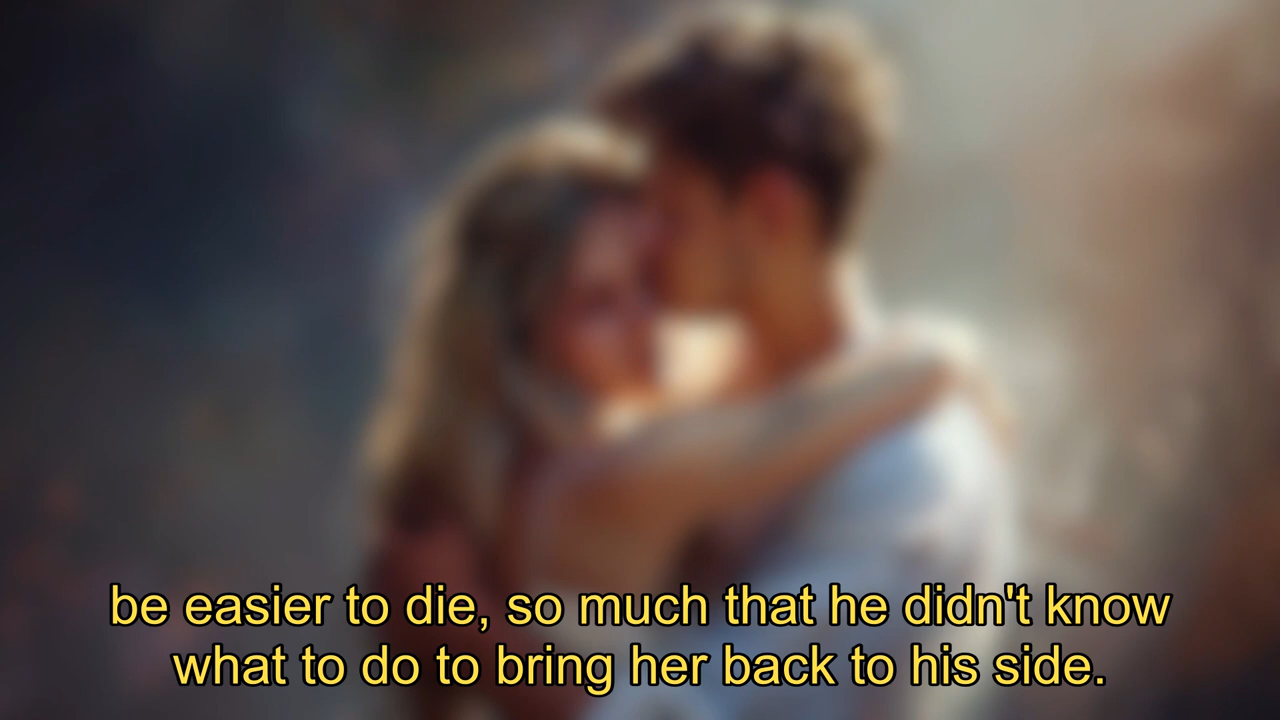 be easier to die, so much that he didn't know
what to do to bring her back to his side.